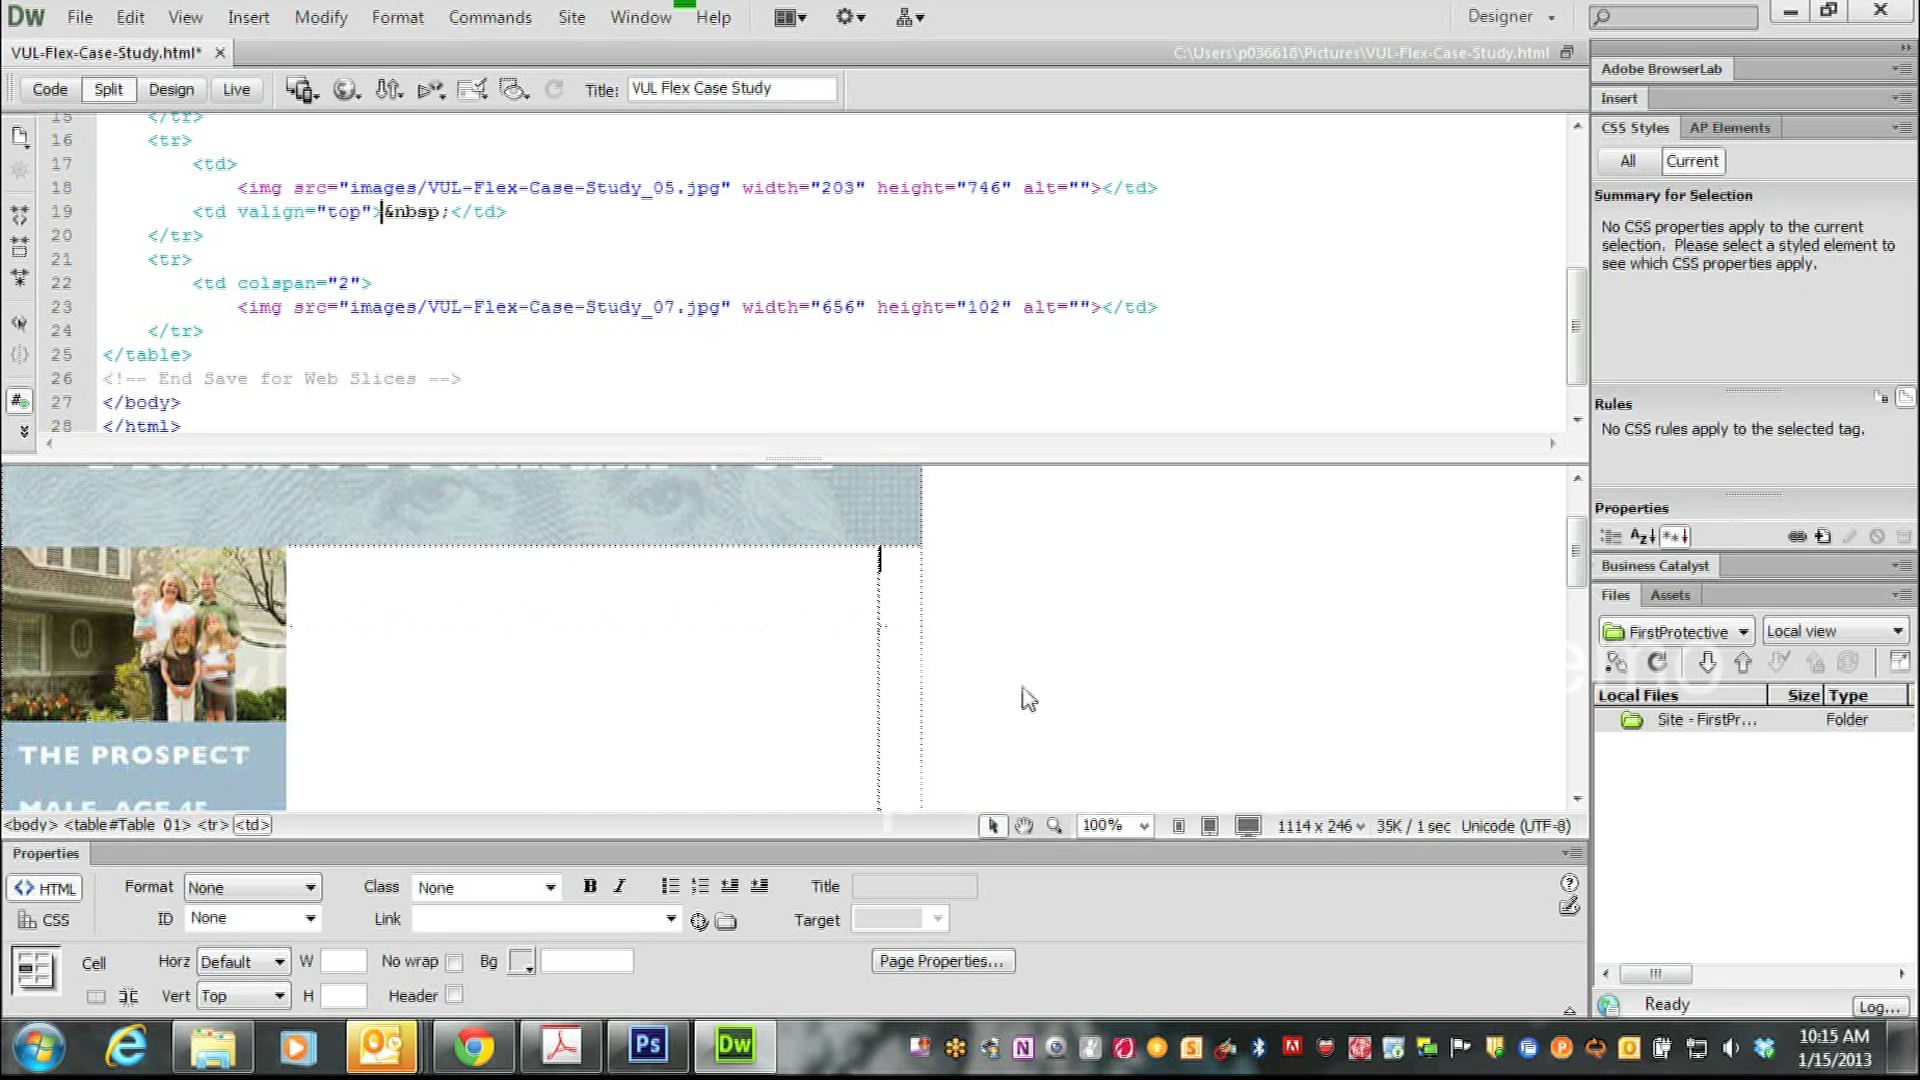 Dw File Edit View Insert Modify Format Commands Site Window Help Designer
VUL-Flex-Case-Study.html* C:\Users\p036618\Pictures\VUL-Flex-Case-Study.html
Code Split Design Live Title: VUL Flex Case Study
15 </tr>
16 <tr>
17 <td>
18 <img src="images/VUL-Flex-Case-Study_05.jpg" width="203" height="746" alt=""></td>
19 <td valign="top">&nbsp;</td>
20 </tr>
21 <tr>
22 <td colspan="2">
23 <img src="images/VUL-Flex-Case-Study_07.jpg" width="656" height="102" alt=""></td>
24 </tr>
25 </table>
26 <!-- End Save for Web Slices -->
27 </body>
28 </html>
THE PROSPECT
MALE, AGE 45
<body> <table#Table_01> <tr> <td> 100% 1114 x 246 35K / 1 sec Unicode (UTF-8)
Properties
HTML Format None Class None B I Title
CSS ID None Link Target
Cell Horz Default W No wrap Bg Page Properties...
Vert Top H Header
Adobe BrowserLab
Insert
CSS Styles AP Elements
All Current
Summary for Selection
No CSS properties apply to the current
selection. Please select a styled element to
see which CSS properties apply.
Rules
No CSS rules apply to the selected tag.
Properties
Business Catalyst
Files Assets
FirstProtective Local view
Local Files Size Type
Site - FirstPr... Folder
Ready Log...
Ps Dw
10:15 AM
1/15/2013